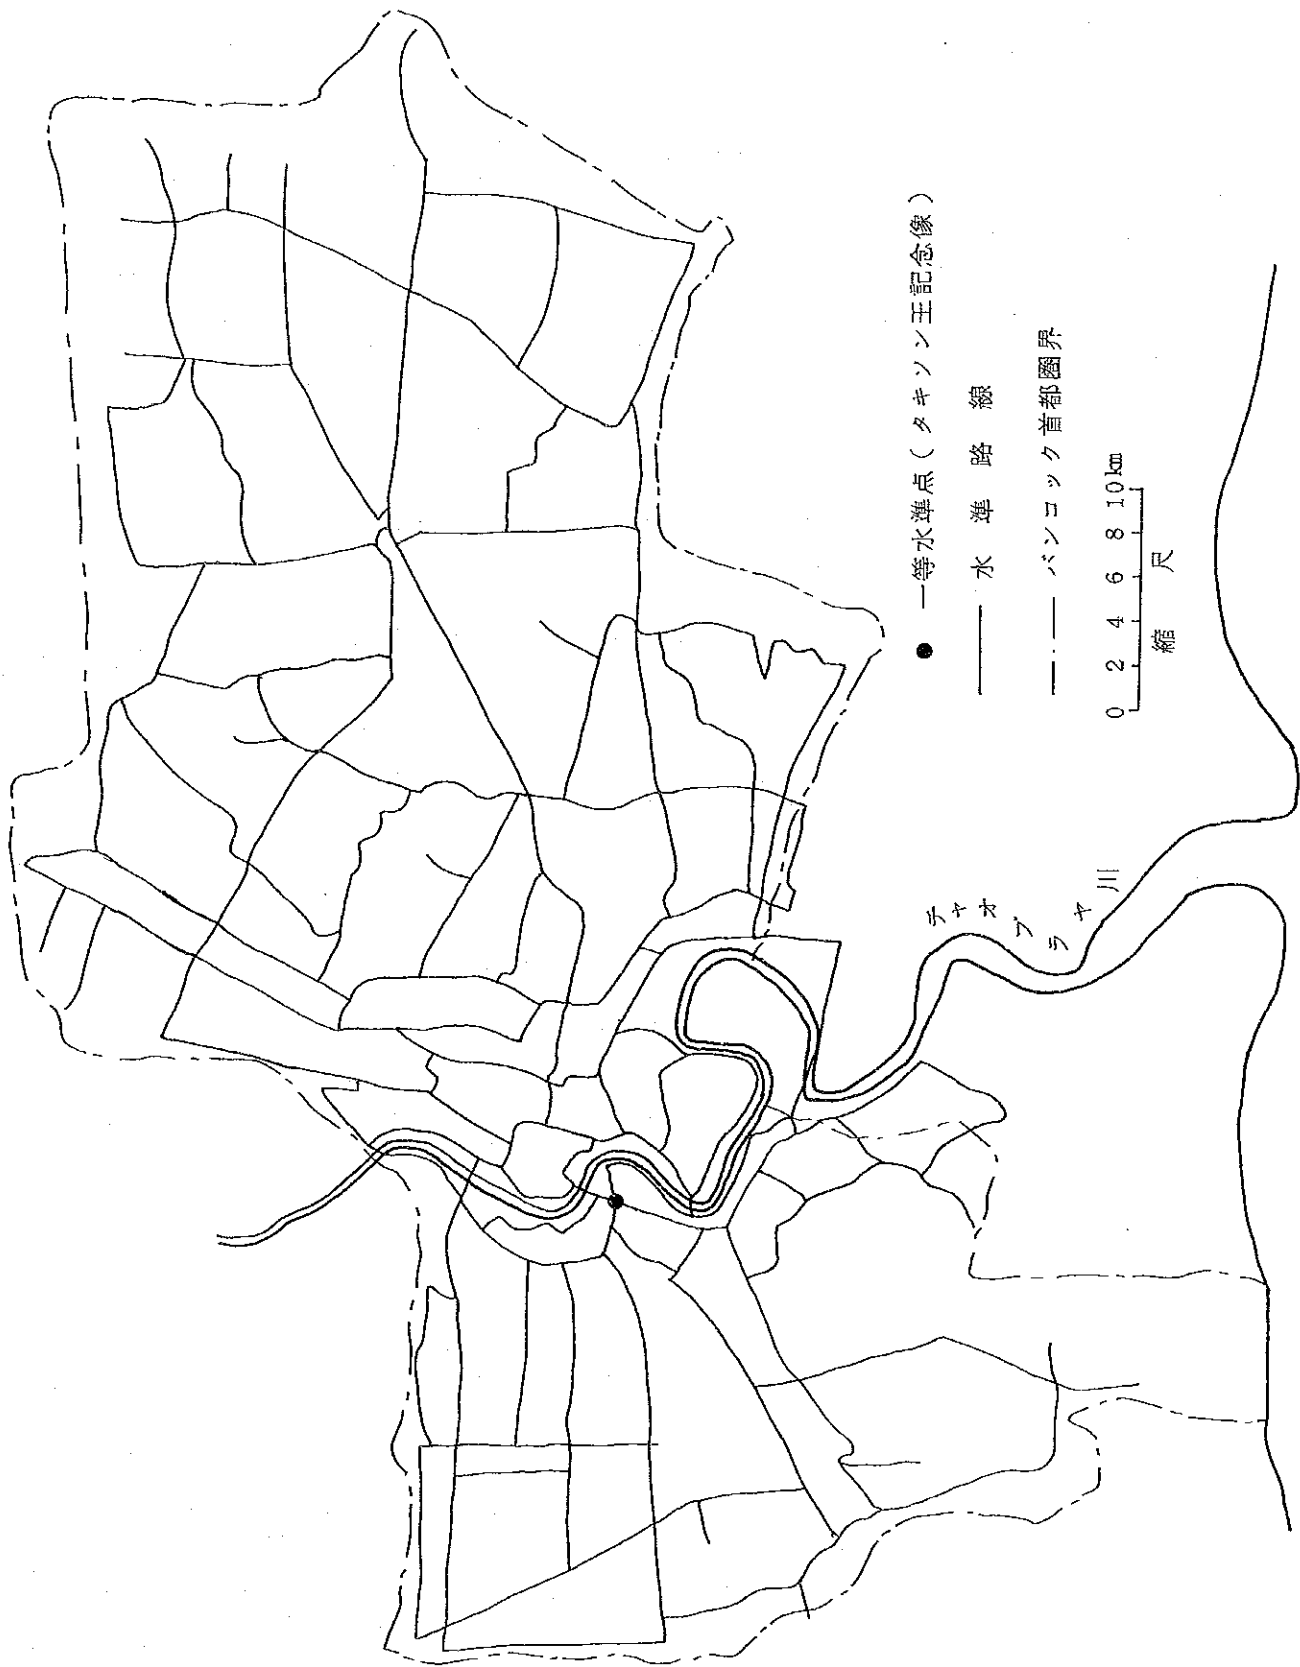 ● 一等水準点(タキソン王記念像)
水準路線
バンコック首都圏界
0 2 4 6 8 10km
縮尺
チャオプラヤ川